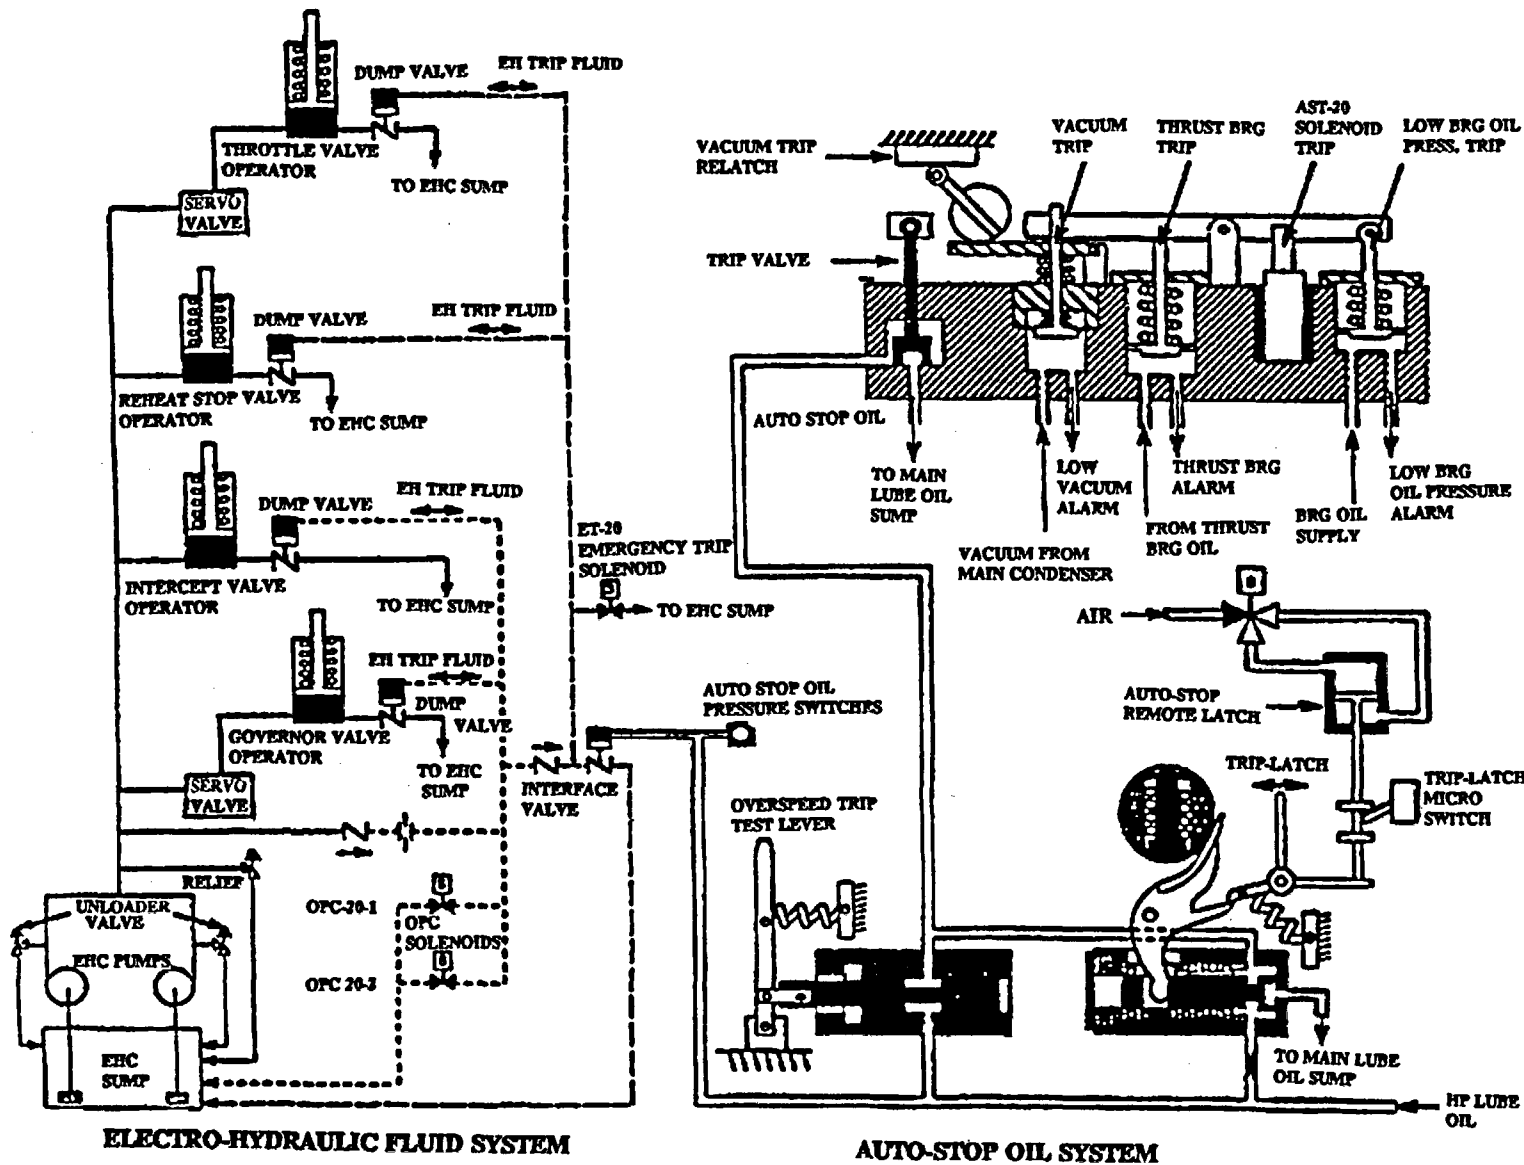 DUMP VALVE
EH TRIP FLUID
THROTTLE VALVE
OPERATOR
TO EHC SUMP
SERVO
VALVE
DUMP VALVE
EH TRIP FLUID
REHEAT STOP VALVE
OPERATOR
TO EHC SUMP
DUMP VALVE
EH TRIP FLUID
INTERCEPT VALVE
OPERATOR
TO EHC SUMP
ET-20
EMERGENCY TRIP
SOLENOID
TO EHC SUMP
EH TRIP FLUID
DUMP
VALVE
GOVERNOR VALVE
OPERATOR
TO EHC
SUMP
SERVO
VALVE
INTERFACE
VALVE
RELIEF
UNLOADER
VALVE
EHC PUMPS
OPC-20-1
OPC
SOLENOIDS
OPC 20-3
EHC
SUMP
ELECTRO-HYDRAULIC FLUID SYSTEM
VACUUM TRIP
RELATCH
VACUUM
TRIP
THRUST BRG
TRIP
AST-20
SOLENOID
TRIP
LOW BRG OIL
PRESS. TRIP
TRIP VALVE
AUTO STOP OIL
TO MAIN
LUBE OIL
SUMP
LOW
VACUUM
ALARM
THRUST BRG
ALARM
LOW BRG
OIL PRESSURE
ALARM
VACUUM FROM
MAIN CONDENSER
FROM THRUST
BRG OIL
BRG OIL
SUPPLY
AIR
AUTO STOP OIL
PRESSURE SWITCHES
AUTO-STOP
REMOTE LATCH
TRIP-LATCH
TRIP-LATCH
MICRO
SWITCH
OVERSPEED TRIP
TEST LEVER
TO MAIN LUBE
OIL SUMP
HP LUBE
OIL
AUTO-STOP OIL SYSTEM